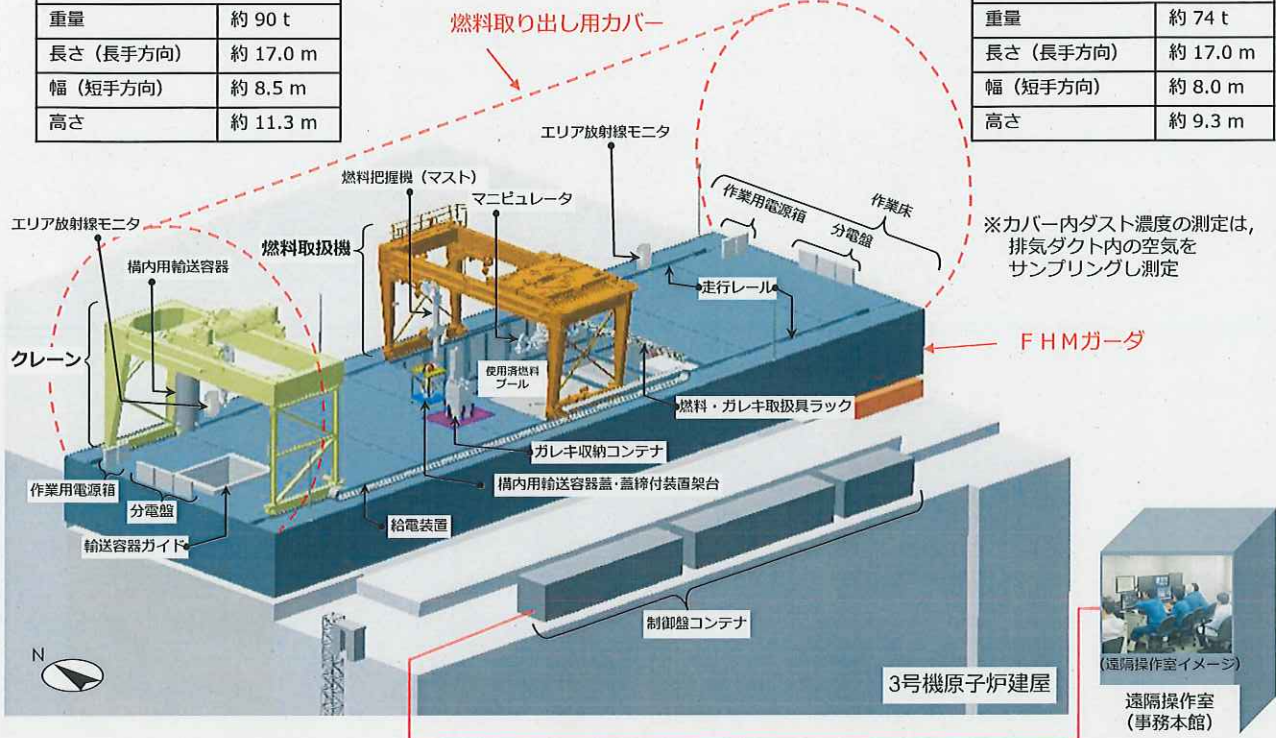 重量 約 90 t
長さ（長手方向） 約 17.0 m
幅（短手方向） 約 8.5 m
高さ 約 11.3 m
燃料取り出し用カバー
重量 約 74 t
長さ（長手方向） 約 17.0 m
幅（短手方向） 約 8.0 m
高さ 約 9.3 m
エリア放射線モニタ
燃料把握機（マスト）
マニピュレータ
作業用電源箱
作業床
分電盤
※カバー内ダスト濃度の測定は，
排気ダクト内の空気を
サンプリングし測定
エリア放射線モニタ
構内用輸送容器
燃料取扱機
走行レール
クレーン
使用済燃料
プール
ＦＨＭガーダ
燃料・ガレキ取扱具ラック
ガレキ収納コンテナ
構内用輸送容器蓋・蓋締付装置架台
作業用電源箱
分電盤
給電装置
輸送容器ガイド
制御盤コンテナ
N
3号機原子炉建屋
（遠隔操作室イメージ）
遠隔操作室
（事務本館）